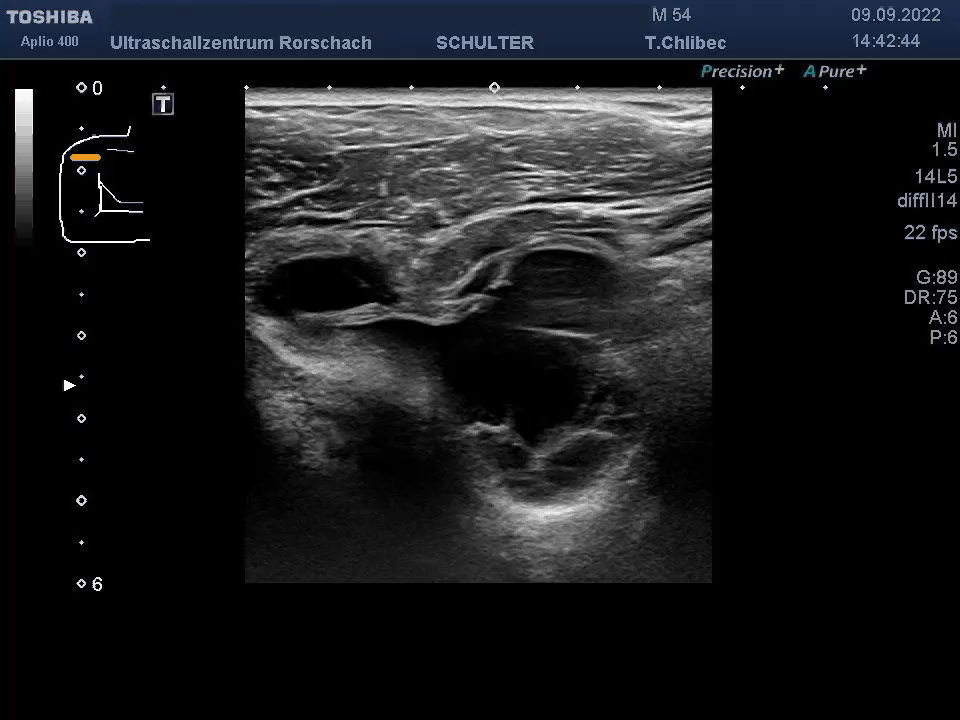 TOSHIBA
Aplio 400
Ultraschallzentrum Rorschach
SCHULTER
M 54
T.Chlibec
09.09.2022
14:42:44
Precision+ APure+
0
T
6
MI
1.5
14L5
diffII14
22 fps
G:89
DR:75
A:6
P:6